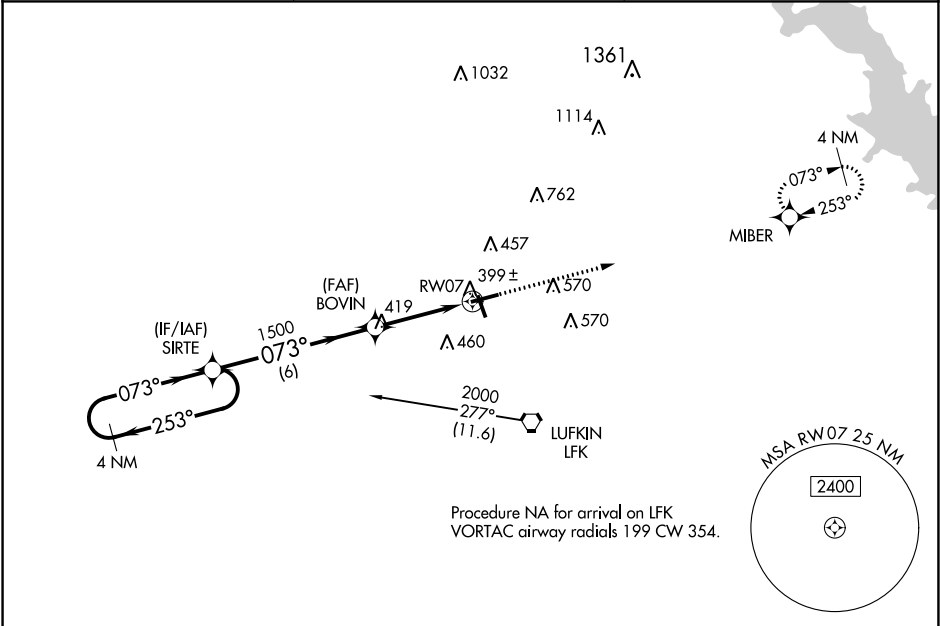 1361
1032
1114
4 NM
073°
253°
762
MIBER
457
RW07
399 ±
570
(FAF)
BOVIN
419
570
460
(IF/IAF)
SIRTE
1500
073°
(6)
073°
253°
4 NM
2000
277°
(11.6)
LUFKIN
LFK
MSA RW07 25 NM
2400
Procedure NA for arrival on LFK
VORTAC airway radials 199 CW 354.